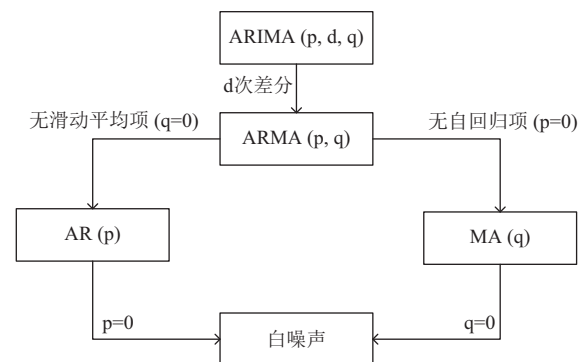 ARIMA (p, d, q)
d次差分
无滑动平均项 (q=0)
无自回归项 (p=0)
ARMA (p, q)
AR (p)
MA (q)
p=0
q=0
白噪声